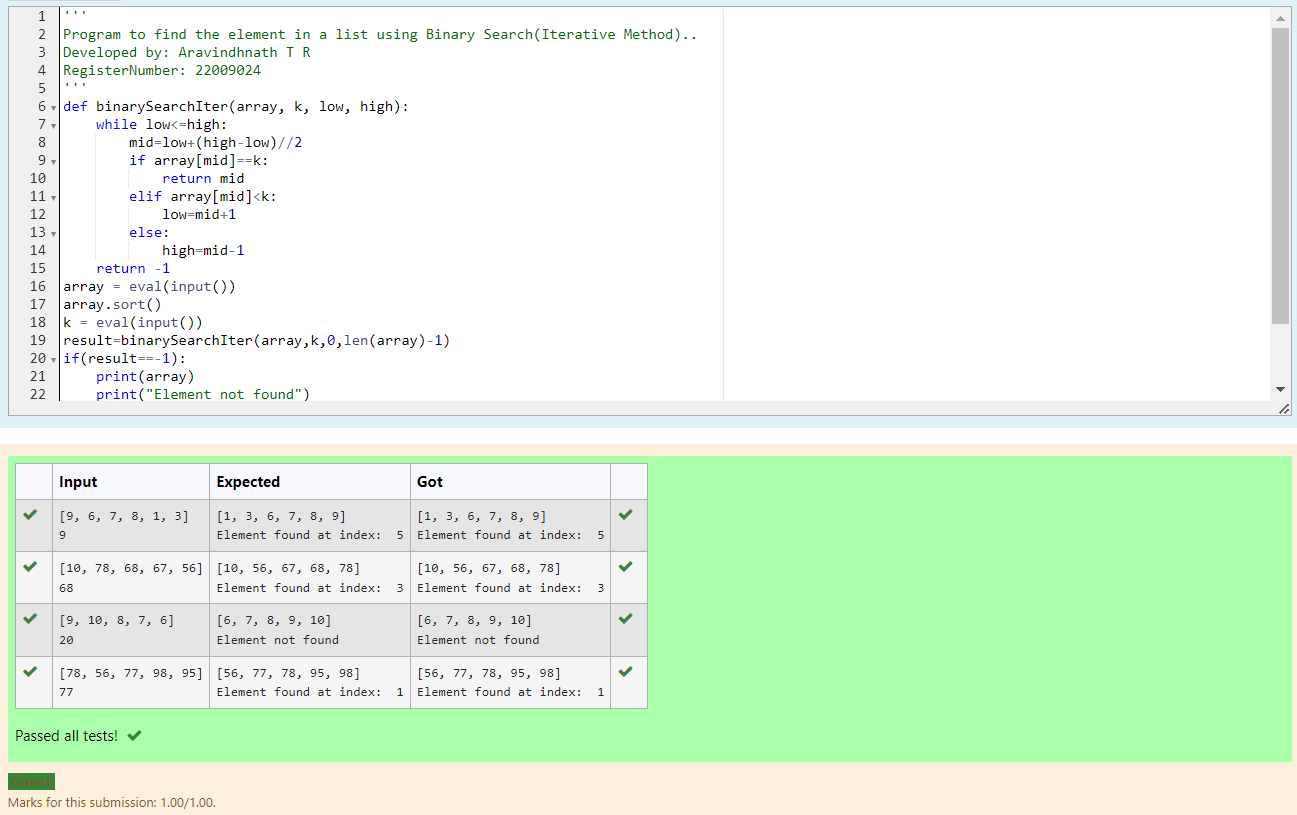 1 '''
2 Program to find the element in a list using Binary Search(Iterative Method)..
3 Developed by: Aravindhnath T R
4 RegisterNumber: 22009024
5 '''
6 def binarySearchIter(array, k, low, high):
7     while low<=high:
8         mid=low+(high-low)//2
9         if array[mid]==k:
10             return mid
11         elif array[mid]<k:
12             low=mid+1
13         else:
14             high=mid-1
15     return -1
16 array = eval(input())
17 array.sort()
18 k = eval(input())
19 result=binarySearchIter(array,k,0,len(array)-1)
20 if(result==-1):
21     print(array)
22     print("Element not found")
Input Expected Got
[9, 6, 7, 8, 1, 3] [1, 3, 6, 7, 8, 9] [1, 3, 6, 7, 8, 9]
9 Element found at index:  5 Element found at index:  5
[10, 78, 68, 67, 56] [10, 56, 67, 68, 78] [10, 56, 67, 68, 78]
68 Element found at index:  3 Element found at index:  3
[9, 10, 8, 7, 6] [6, 7, 8, 9, 10] [6, 7, 8, 9, 10]
20 Element not found Element not found
[78, 56, 77, 98, 95] [56, 77, 78, 95, 98] [56, 77, 78, 95, 98]
77 Element found at index:  1 Element found at index:  1
Passed all tests!
Correct
Marks for this submission: 1.00/1.00.